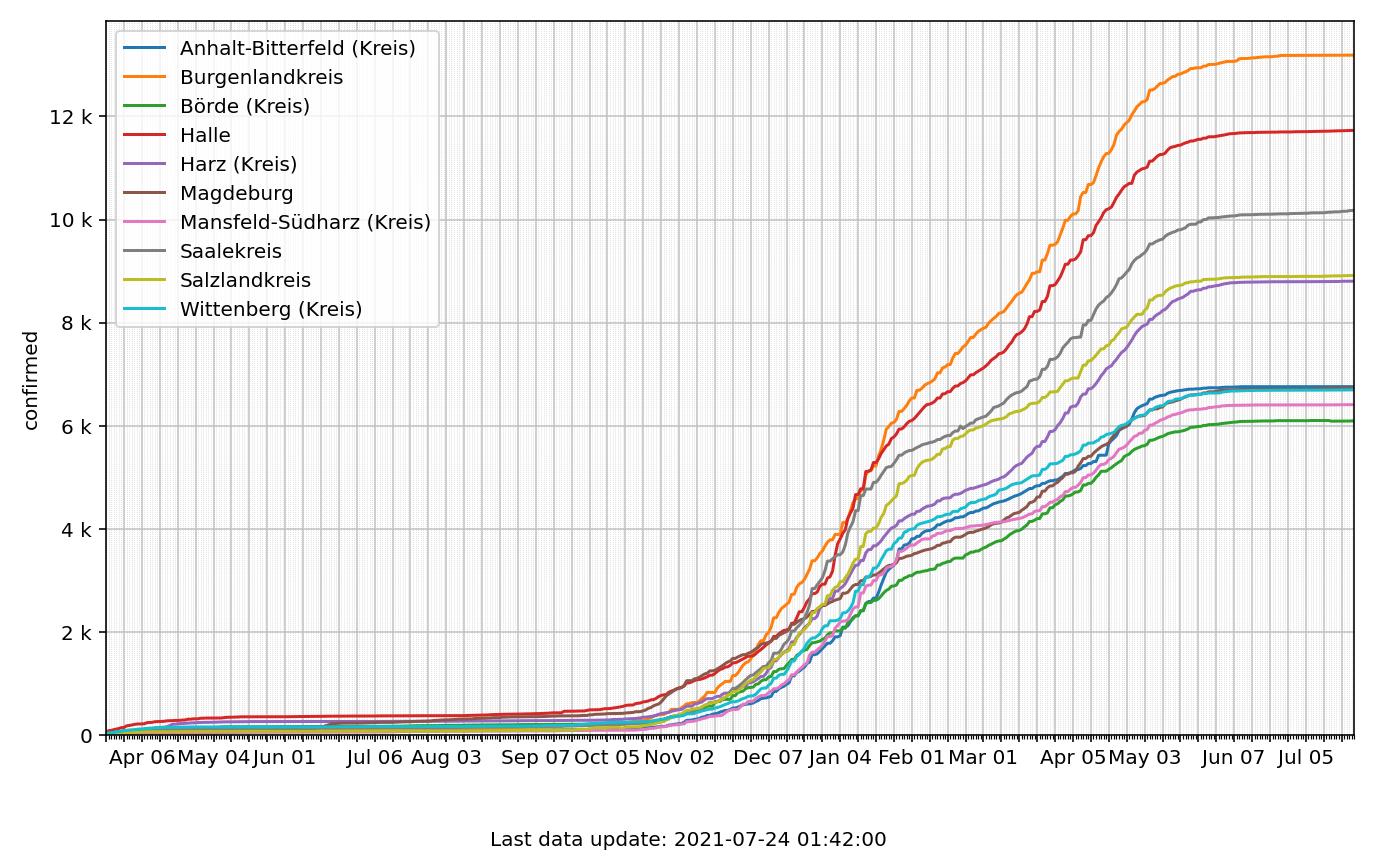 Anhalt-Bitterfeld (Kreis)
Burgenlandkreis
Börde (Kreis)
Halle
Harz (Kreis)
Magdeburg
Mansfeld-Südharz (Kreis)
Saalekreis
Salzlandkreis
Wittenberg (Kreis)
confirmed
12 k
10 k
8 k
6 k
4 k
2 k
0
Apr 06 May 04 Jun 01 Jul 06 Aug 03 Sep 07 Oct 05 Nov 02 Dec 07 Jan 04 Feb 01 Mar 01 Apr 05 May 03 Jun 07 Jul 05
Last data update: 2021-07-24 01:42:00